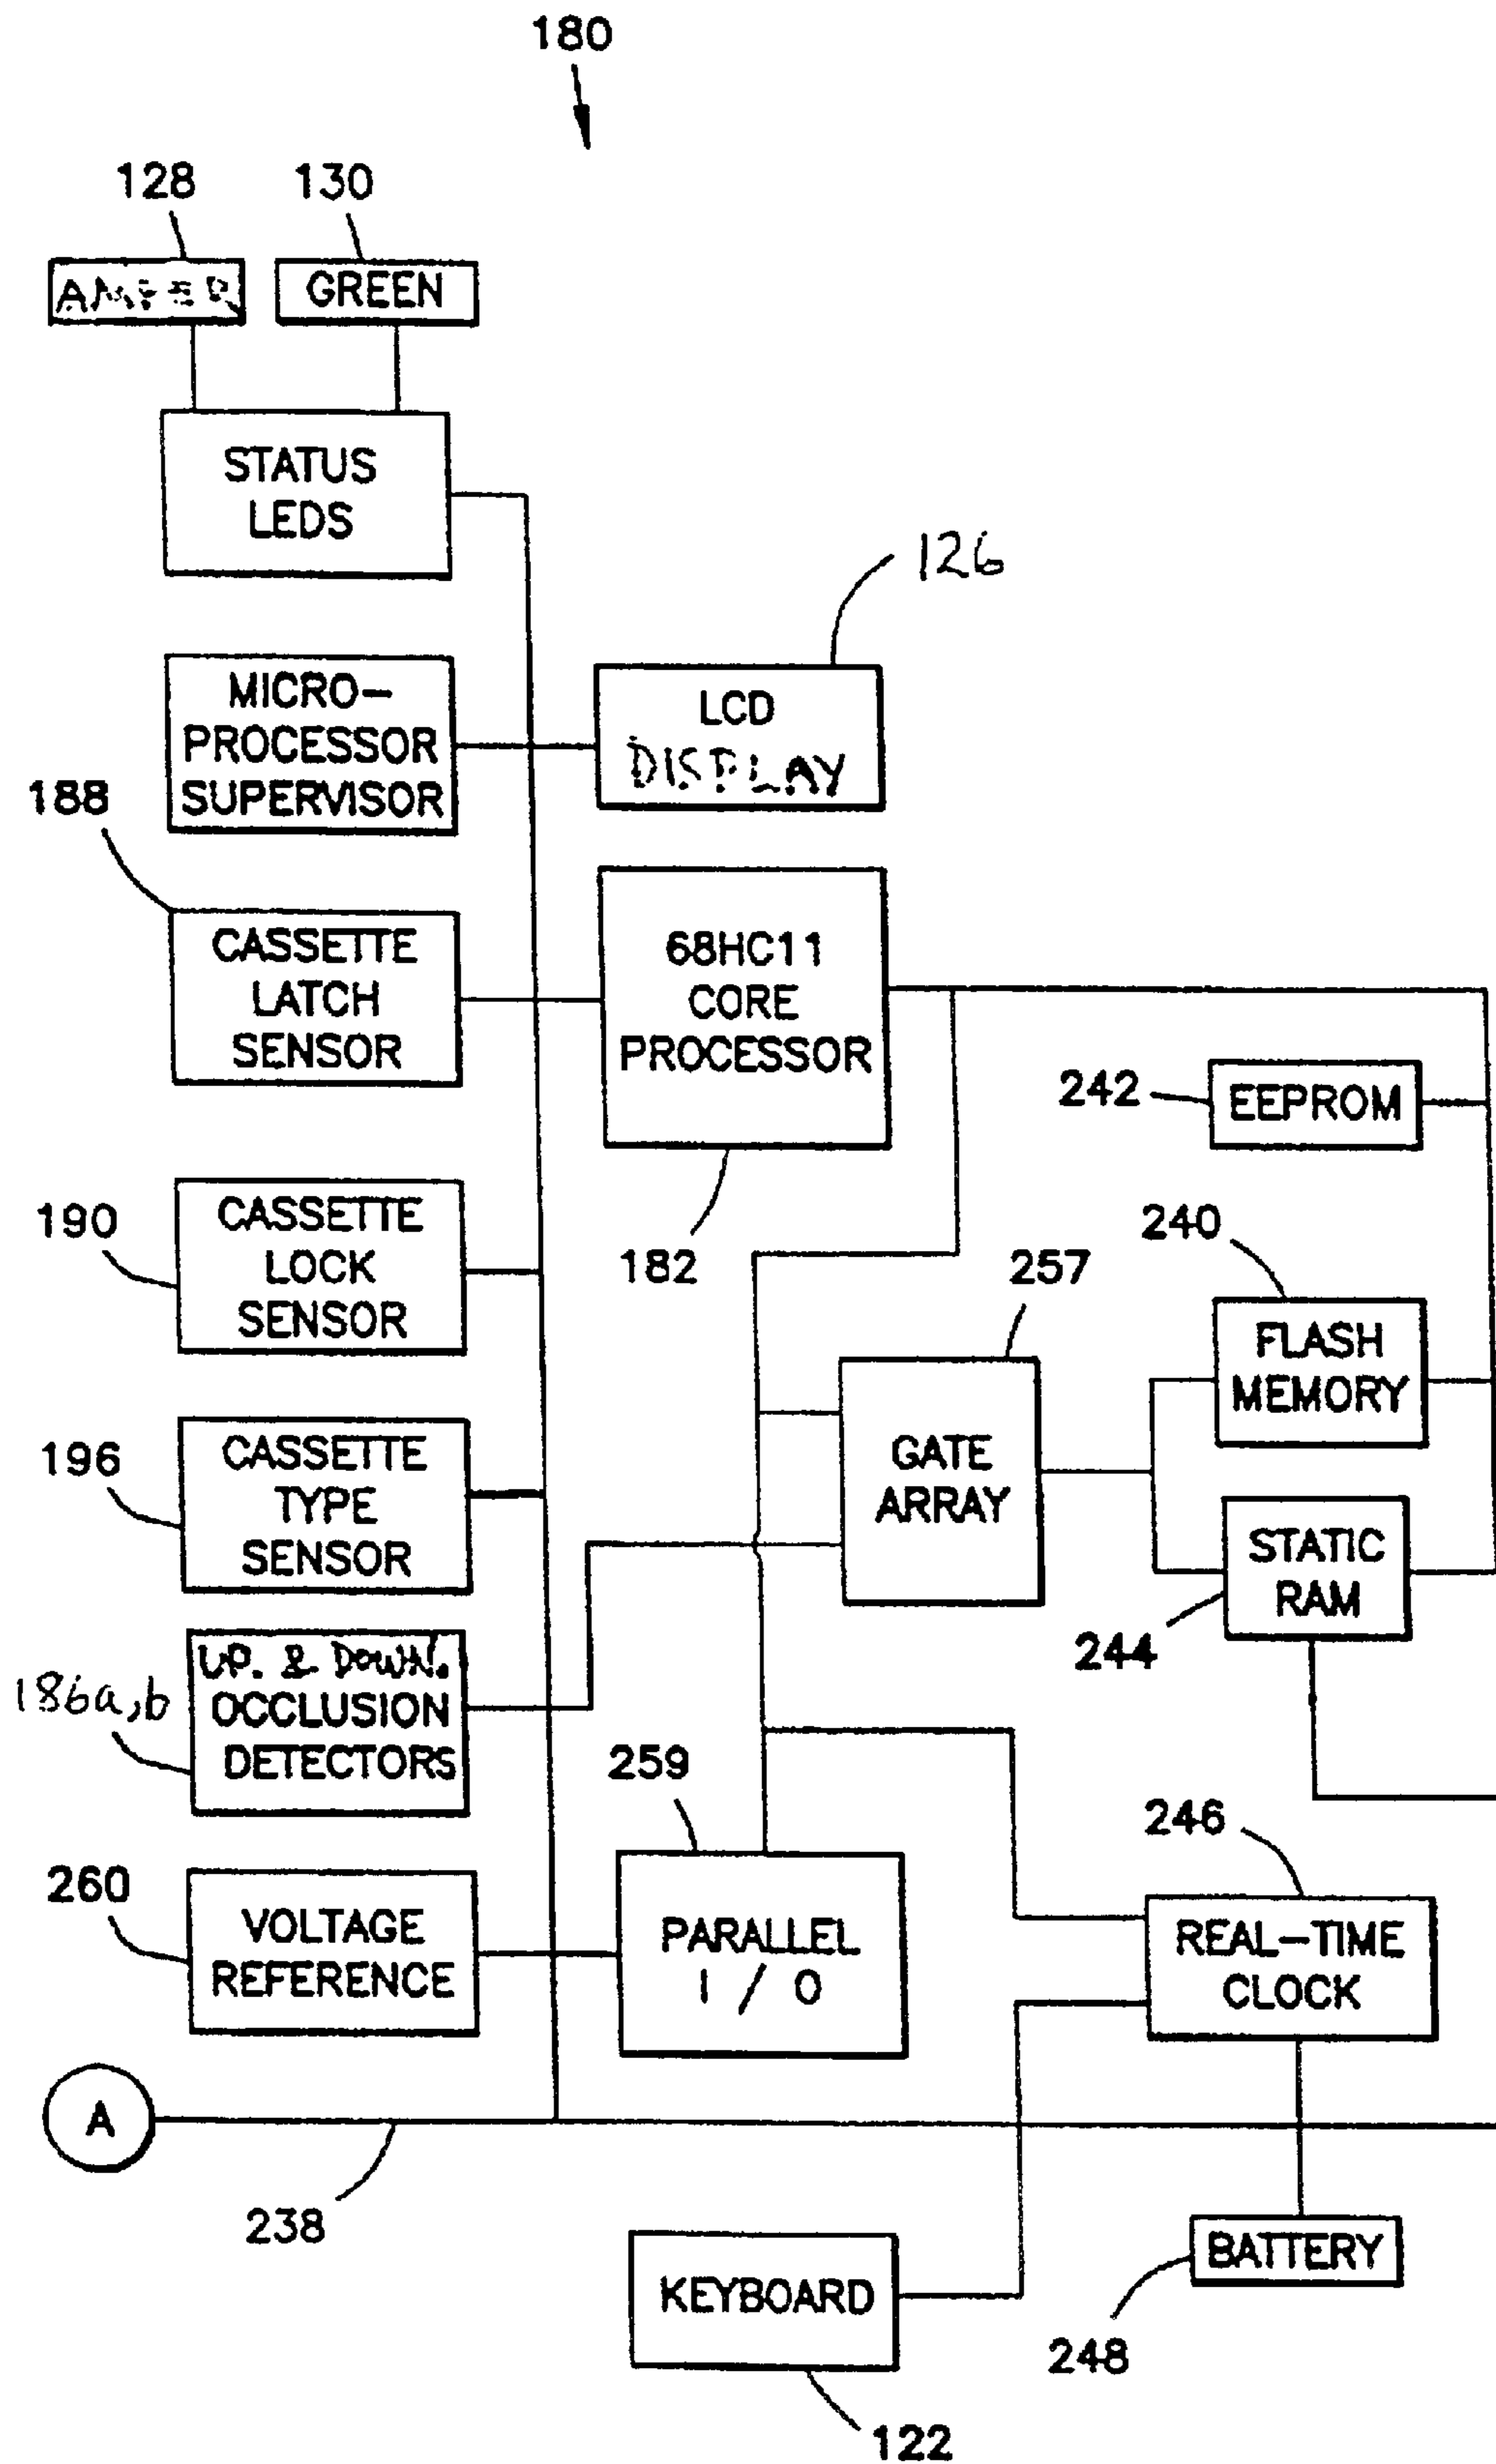 180
128
130
AMBER
GREEN
STATUS
LEDS
126
MICRO-
PROCESSOR
SUPERVISOR
LCD
DISPLAY
188
CASSETTE
LATCH
SENSOR
68HC11
CORE
PROCESSOR
242
EEPROM
190
CASSETTE
LOCK
SENSOR
182
240
257
FLASH
MEMORY
196
CASSETTE
TYPE
SENSOR
GATE
ARRAY
STATIC
RAM
244
186a,b
UP. & DOWN.
OCCLUSION
DETECTORS
259
246
260
VOLTAGE
REFERENCE
PARALLEL
I / O
REAL-TIME
CLOCK
A
238
KEYBOARD
BATTERY
248
122